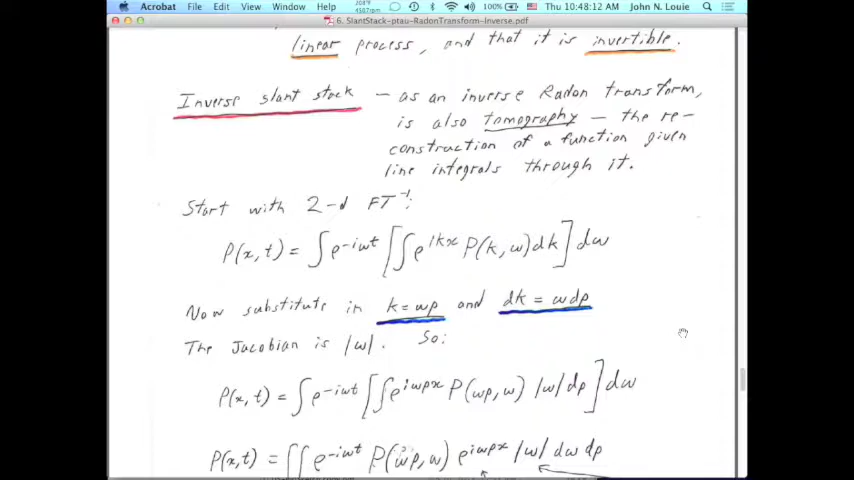 Acrobat File Edit View Window Help 204°F 4507rpm 100% Thu 10:48:12 AM John N. Louie
6. SlantStack-ptau-RadonTransform-Inverse.pdf
linear process, and that it is invertible.
Inverse slant stack – as an inverse Radon transform,
is also tomography – the re-
construction of a function given
line integrals through it.
Start with 2-d FT⁻¹:
P(x,t) = ∫e^{-iωt} [∫e^{ikx} P(k,ω)dk] dω
Now substitute in k=ωp and dk = ωdp
The Jacobian is |ω|. So:
P(x,t) = ∫e^{-iωt} [∫e^{iωpx} P(ωp,ω) |ω| dp] dω
P(x,t) = ∫∫ e^{-iωt} P(ωp,ω) e^{iωpx} |ω| dω dp